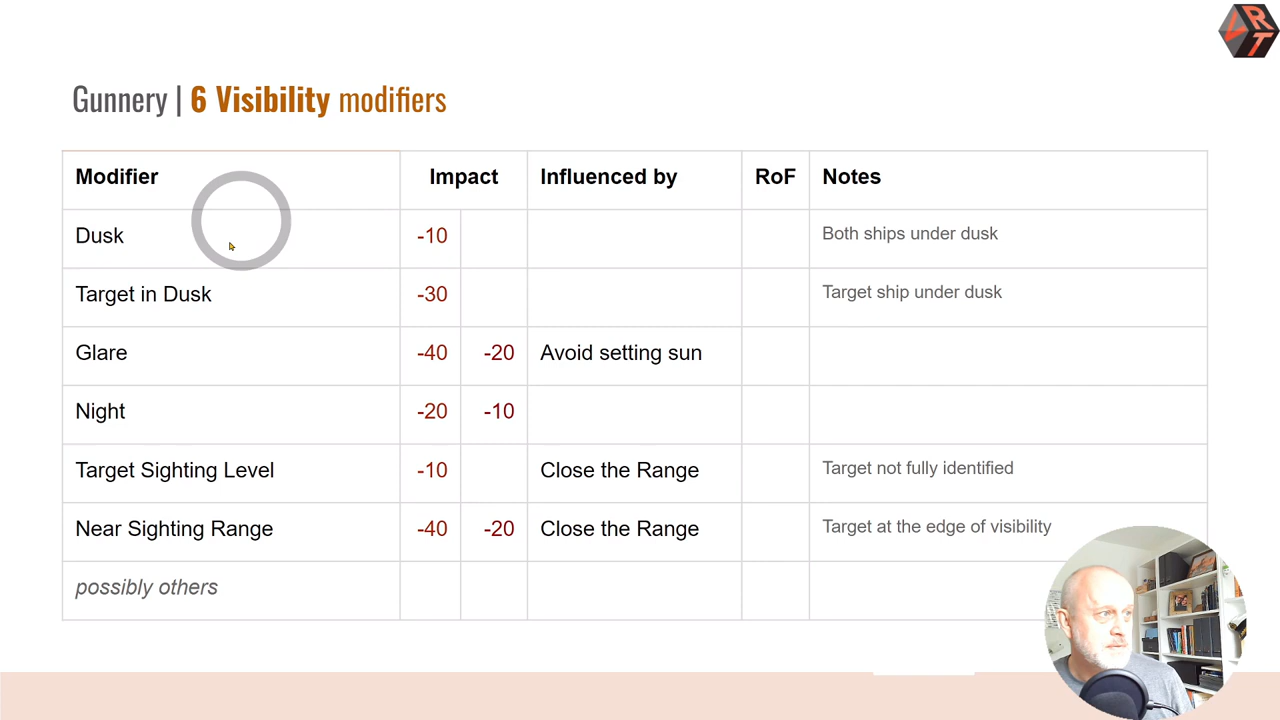 Gunnery | 6 Visibility modifiers
Modifier Impact Influenced by RoF Notes
Dusk -10 Both ships under dusk
Target in Dusk -30 Target ship under dusk
Glare -40 -20 Avoid setting sun
Night -20 -10
Target Sighting Level -10 Close the Range Target not fully identified
Near Sighting Range -40 -20 Close the Range Target at the edge of visibility
possibly others
LRT